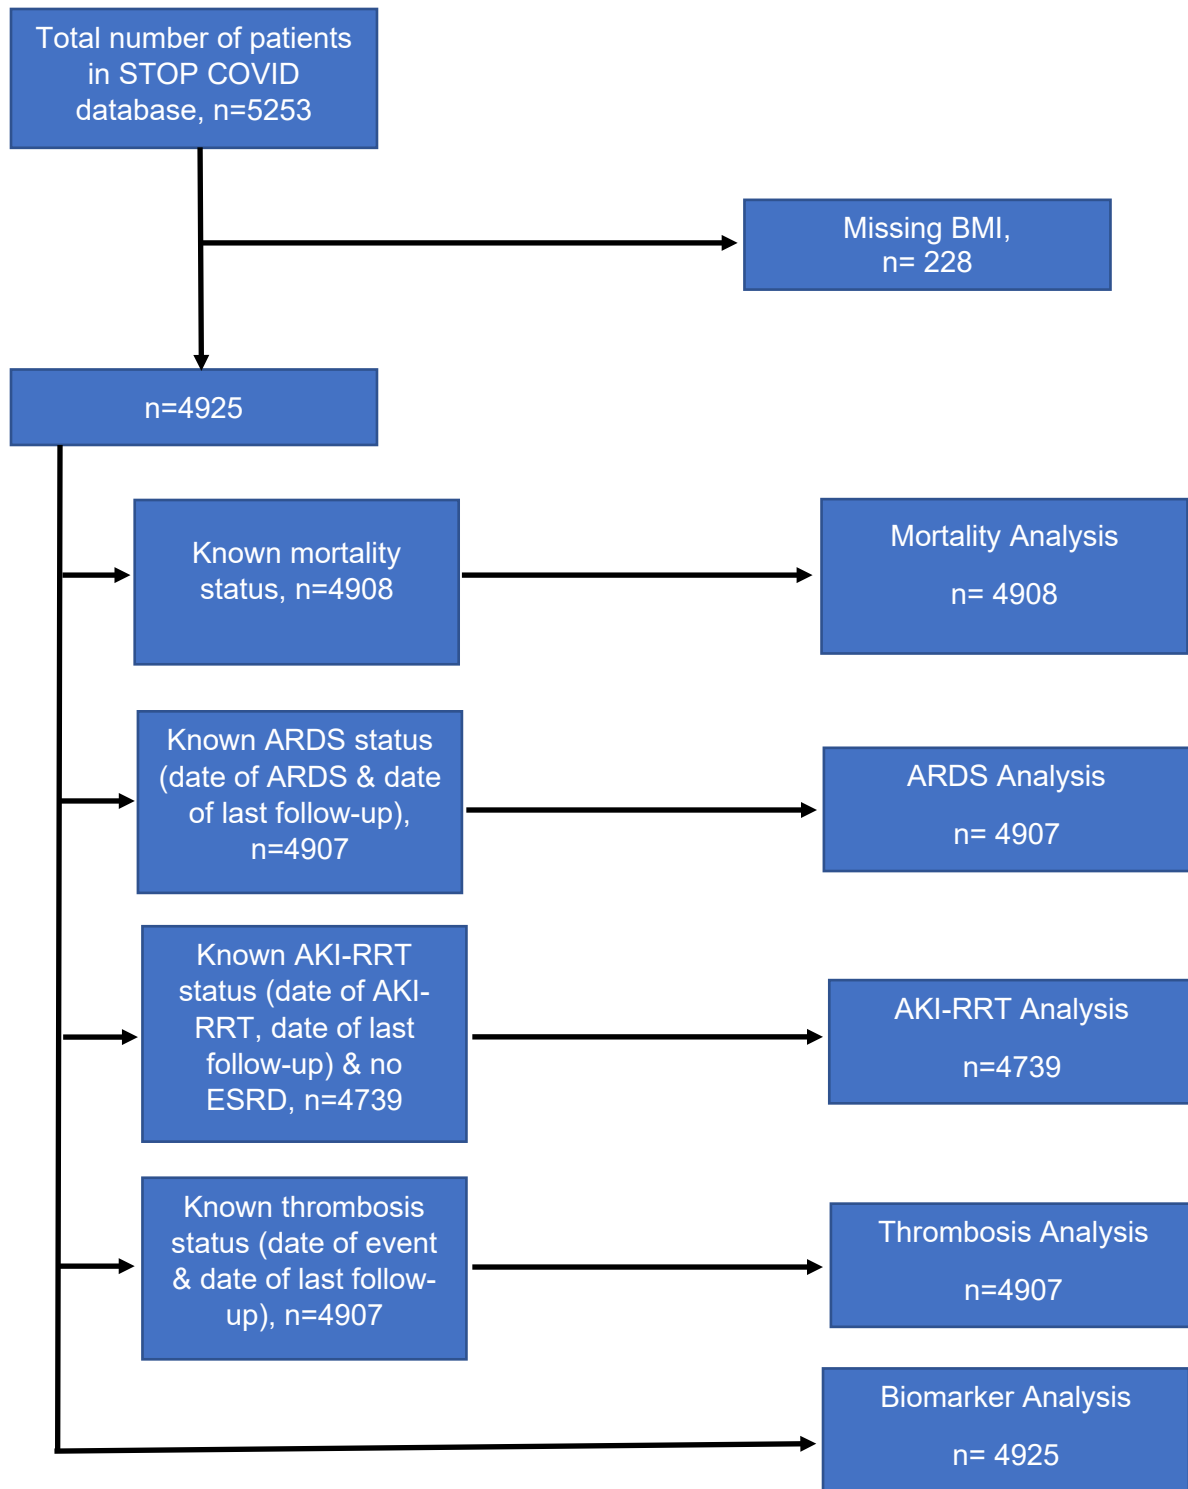 Total number of patients
in STOP COVID
database, n=5253
Missing BMI,
n= 228
n=4925
Known mortality
status, n=4908
Mortality Analysis
n= 4908
Known ARDS status
(date of ARDS & date
of last follow-up),
n=4907
ARDS Analysis
n= 4907
Known AKI-RRT
status (date of AKI-
RRT, date of last
follow-up) & no
ESRD, n=4739
AKI-RRT Analysis
n=4739
Known thrombosis
status (date of event
& date of last follow-
up), n=4907
Thrombosis Analysis
n=4907
Biomarker Analysis
n= 4925